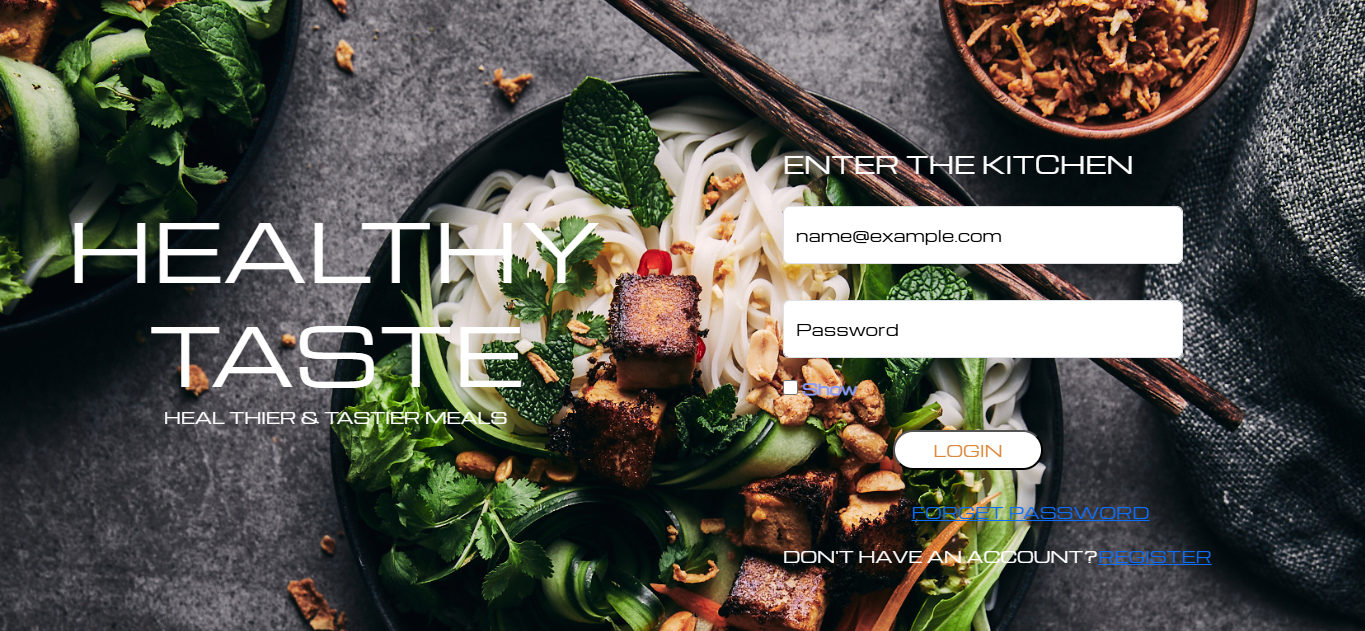 HEALTHY
TASTE
HEAL THIER & TASTIER MEALS
ENTER THE KITCHEN
name@example.com
Password
Show
LOGIN
FORGET PASSWORD
DON'T HAVE AN ACCOUNT?REGISTER